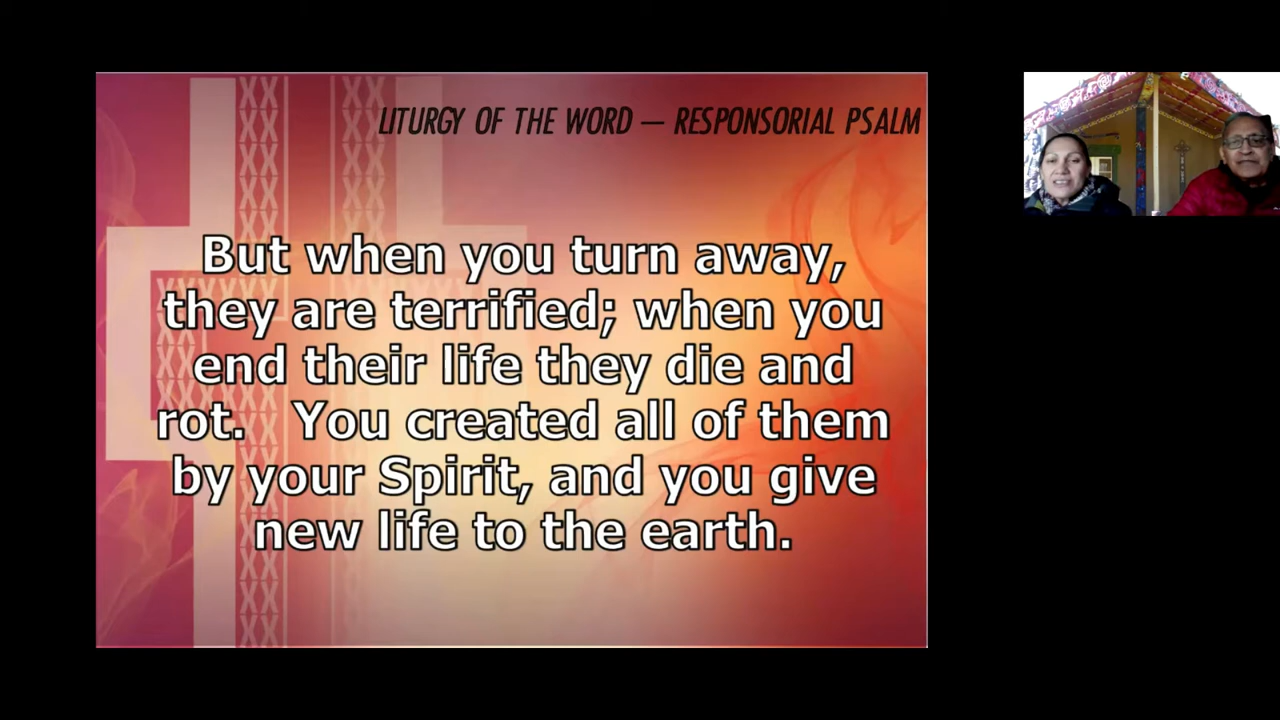 LITURGY OF THE WORD – RESPONSORIAL PSALM
But when you turn away,
they are terrified; when you
end their life they die and
rot.   You created all of them
by your Spirit, and you give
new life to the earth.